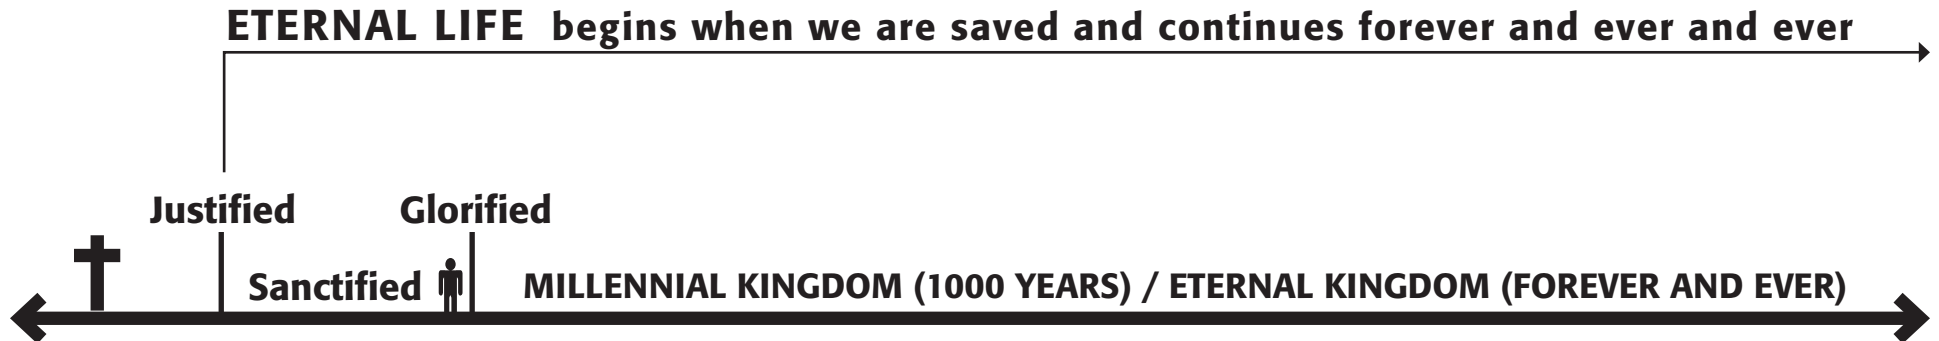 ETERNAL LIFE begins when we are saved and continues forever and ever and ever
Justified Glorified
Sanctified MILLENNIAL KINGDOM (1000 YEARS) / ETERNAL KINGDOM (FOREVER AND EVER)